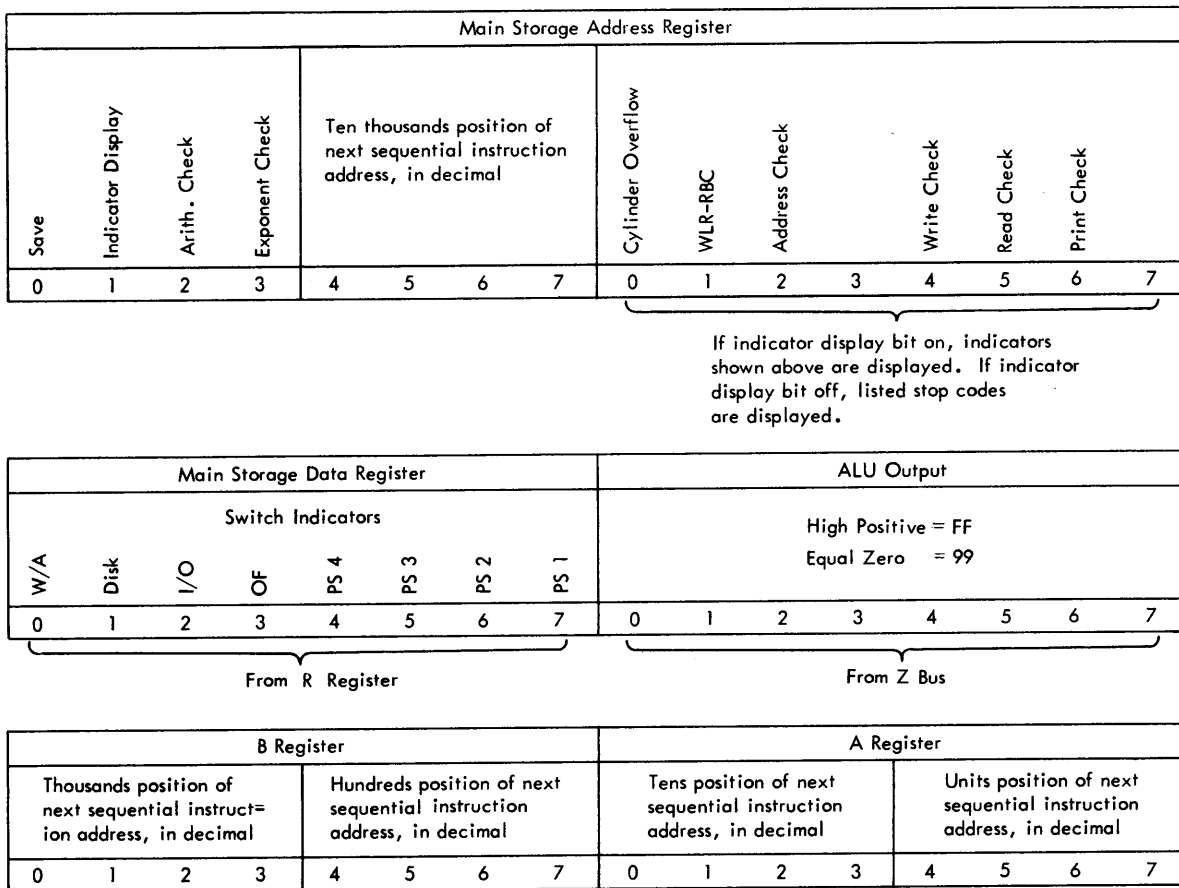 Main Storage Address Register
Save
Indicator Display
Arith. Check
Exponent Check
Ten thousands position of
next sequential instruction
address, in decimal
Cylinder Overflow
WLR-RBC
Address Check
Write Check
Read Check
Print Check
0 1 2 3 4 5 6 7 0 1 2 3 4 5 6 7
If indicator display bit on, indicators
shown above are displayed. If indicator
display bit off, listed stop codes
are displayed.
Main Storage Data Register ALU Output
Switch Indicators
W/A
Disk
I/O
OF
PS 4
PS 3
PS 2
PS 1
High Positive = FF
Equal Zero = 99
0 1 2 3 4 5 6 7 0 1 2 3 4 5 6 7
From R Register From Z Bus
B Register A Register
Thousands position of
next sequential instruct=
ion address, in decimal
Hundreds position of next
sequential instruction
address, in decimal
Tens position of next
sequential instruction
address, in decimal
Units position of next
sequential instruction
address, in decimal
0 1 2 3 4 5 6 7 0 1 2 3 4 5 6 7